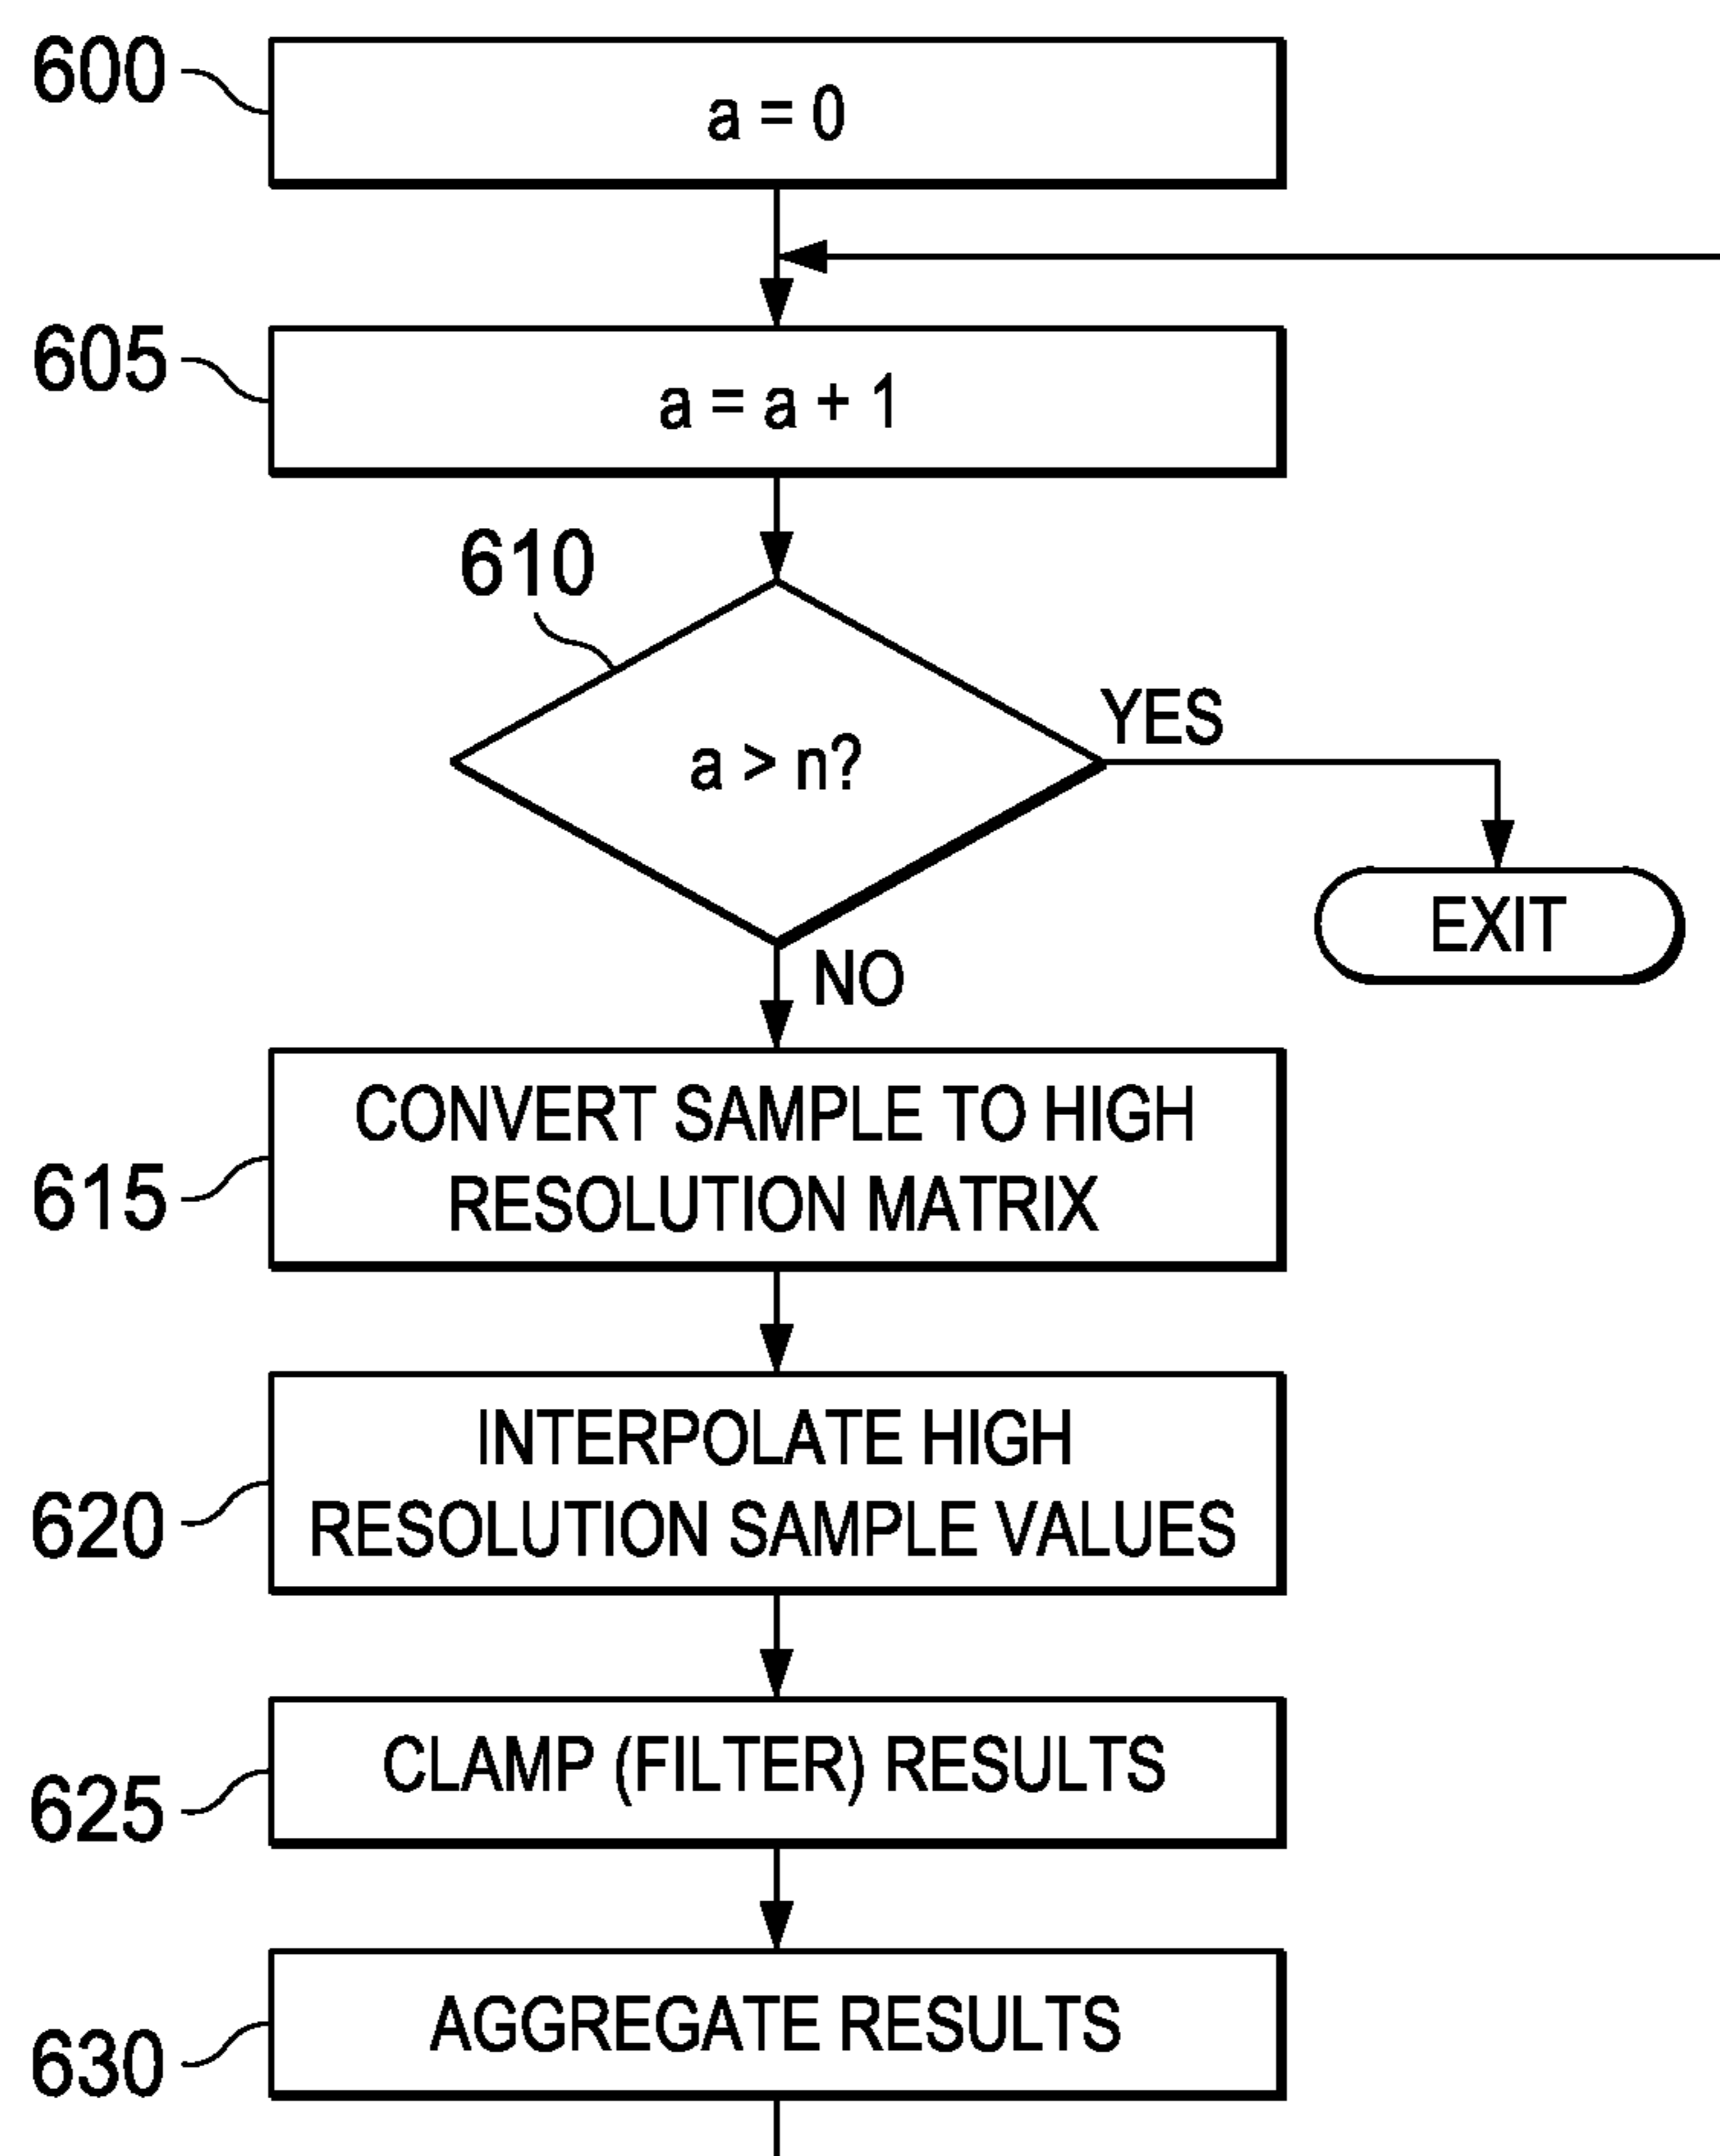 600
a = 0
605
a = a + 1
610
a > n?
YES
EXIT
NO
CONVERT SAMPLE TO HIGH
RESOLUTION MATRIX
615
INTERPOLATE HIGH
RESOLUTION SAMPLE VALUES
620
CLAMP (FILTER) RESULTS
625
AGGREGATE RESULTS
630